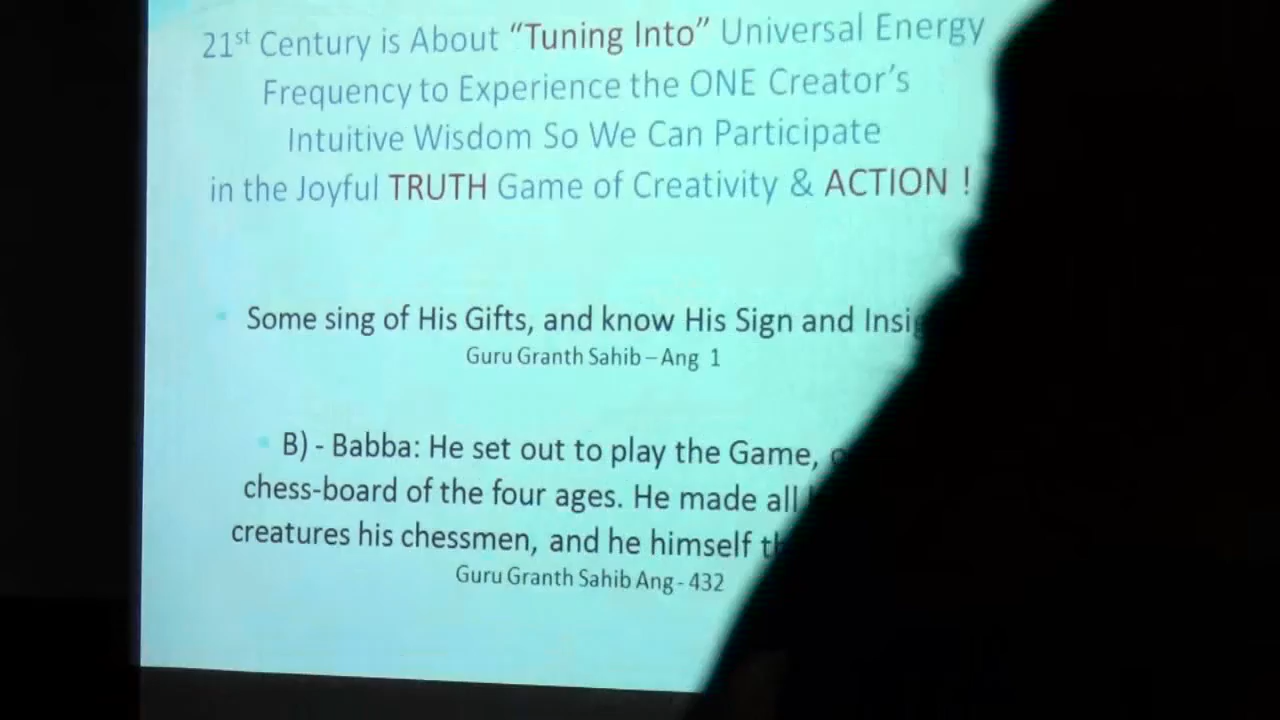 21st Century is About “Tuning Into” Universal Energy
Frequency to Experience the ONE Creator’s
Intuitive Wisdom So We Can Participate
in the Joyful TRUTH Game of Creativity & ACTION !
Some sing of His Gifts, and know His Sign and
Guru Granth Sahib – Ang 1
B) - Babba: He set out to play the Game,
chess-board of the four ages. He made all
creatures his chessmen, and he himself
Guru Granth Sahib Ang - 432